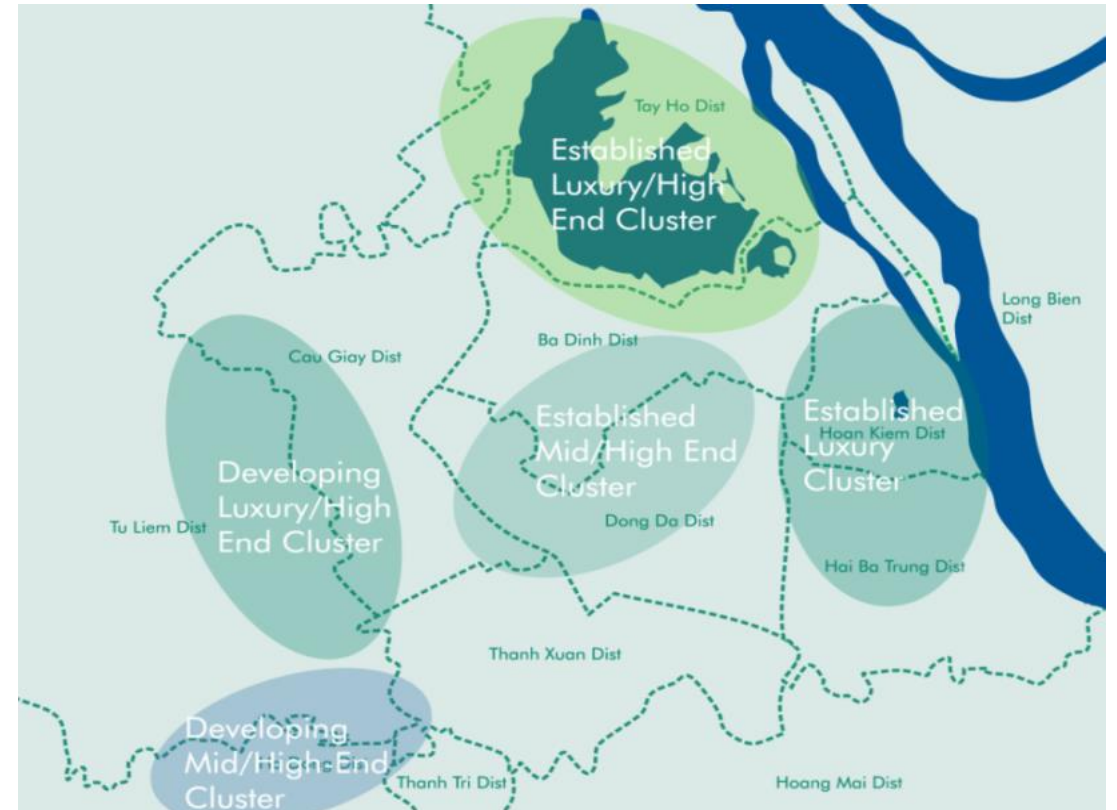 Tay Ho Dist
Established
Luxury/High
End Cluster
Long Bien
Dist
Ba Dinh Dist
Cau Giay Dist
Established
Mid/High End
Cluster
Established
Hoan Kiem Dist
Luxury
Cluster
Developing
Luxury/High
End Cluster
Tu Liem Dist
Dong Da Dist
Hai Ba Trung Dist
Thanh Xuan Dist
Developing
Mid/High-End
Cluster
Thanh Tri Dist
Hoang Mai Dist